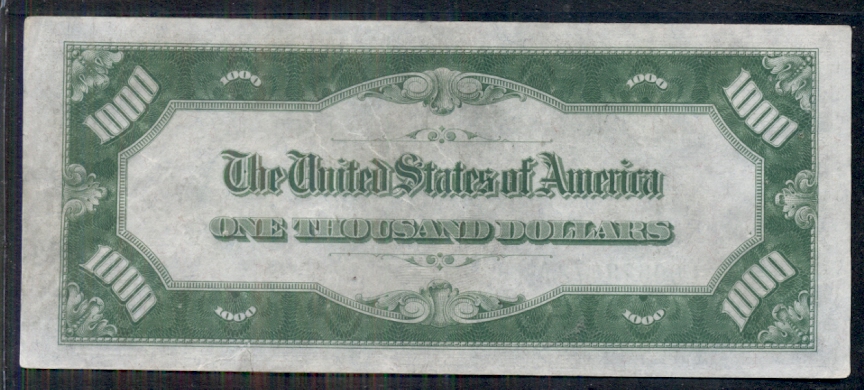 1000 1000 1000 1000
The United States of America
ONE THOUSAND DOLLARS
1000 1000 1000 1000